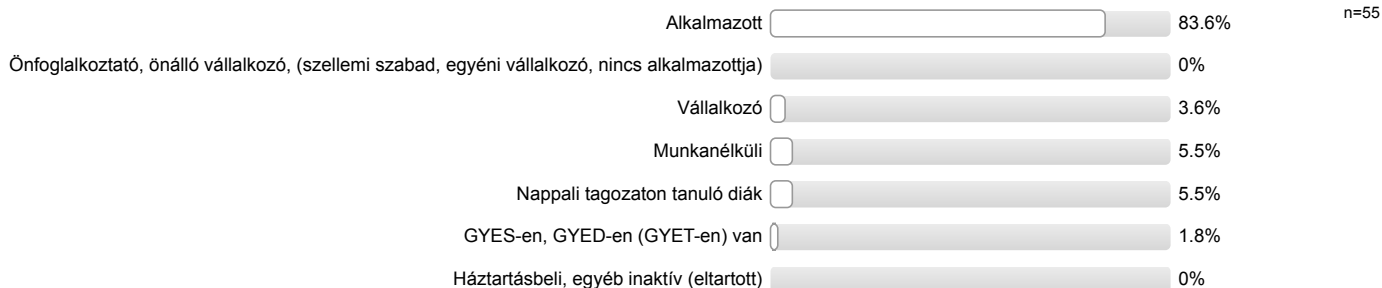 Alkalmazott 83.6% n=55
Önfoglalkoztató, önálló vállalkozó, (szellemi szabad, egyéni vállalkozó, nincs alkalmazottja) 0%
Vállalkozó 3.6%
Munkanélküli 5.5%
Nappali tagozaton tanuló diák 5.5%
GYES-en, GYED-en (GYET-en) van 1.8%
Háztartásbeli, egyéb inaktív (eltartott) 0%